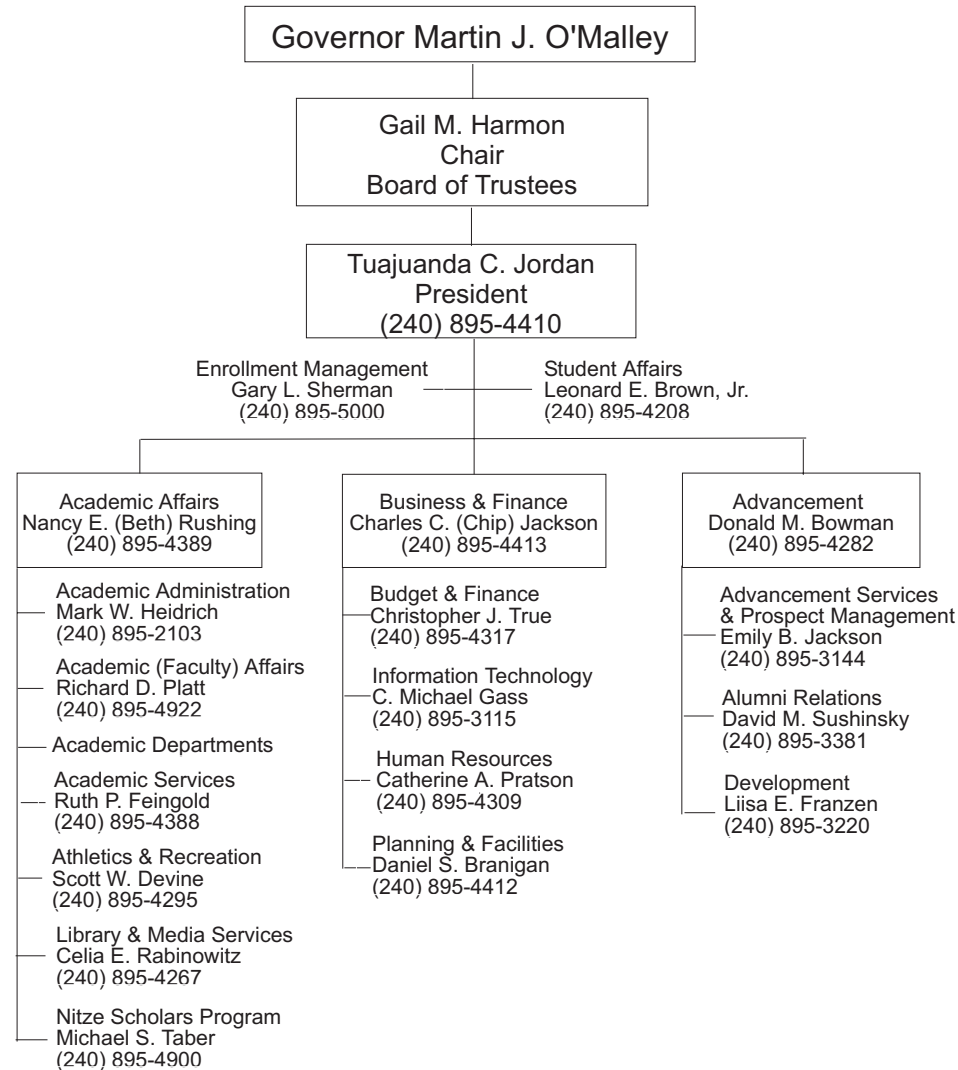 Governor Martin J. O'Malley
Gail M. Harmon
Chair
Board of Trustees
Tuajuanda C. Jordan
President
(240) 895-4410
Enrollment Management
Gary L. Sherman
(240) 895-5000
Student Affairs
Leonard E. Brown, Jr.
(240) 895-4208
Academic Affairs
Nancy E. (Beth) Rushing
(240) 895-4389
Academic Administration
Mark W. Heidrich
(240) 895-2103
Academic (Faculty) Affairs
Richard D. Platt
(240) 895-4922
Academic Departments
Academic Services
Ruth P. Feingold
(240) 895-4388
Athletics & Recreation
Scott W. Devine
(240) 895-4295
Library & Media Services
Celia E. Rabinowitz
(240) 895-4267
Nitze Scholars Program
Michael S. Taber
(240) 895-4900
Business & Finance
Charles C. (Chip) Jackson
(240) 895-4413
Budget & Finance
Christopher J. True
(240) 895-4317
Information Technology
C. Michael Gass
(240) 895-3115
Human Resources
Catherine A. Pratson
(240) 895-4309
Planning & Facilities
Daniel S. Branigan
(240) 895-4412
Advancement
Donald M. Bowman
(240) 895-4282
Advancement Services
& Prospect Management
Emily B. Jackson
(240) 895-3144
Alumni Relations
David M. Sushinsky
(240) 895-3381
Development
Liisa E. Franzen
(240) 895-3220